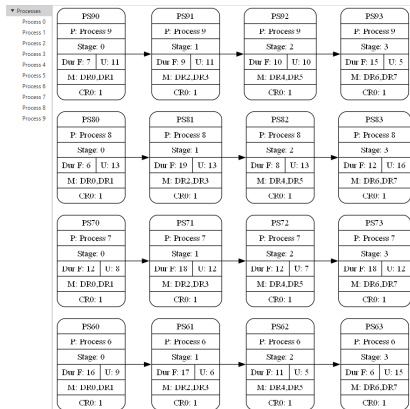 Processes
Process 0
Process 1
Process 2
Process 3
Process 4
Process 5
Process 6
Process 7
Process 8
Process 9
PS90 PS91 PS92 PS93
P: Process 9 P: Process 9 P: Process 9 P: Process 9
Stage: 0 Stage: 1 Stage: 2 Stage: 3
Dur F: 7 U: 11 Dur F: 9 U: 11 Dur F: 10 U: 10 Dur F: 15 U: 5
M: DR0,DR1 M: DR2,DR3 M: DR4,DR5 M: DR6,DR7
CR0: 1 CR0: 1 CR0: 1 CR0: 1
PS80 PS81 PS82 PS83
P: Process 8 P: Process 8 P: Process 8 P: Process 8
Stage: 0 Stage: 1 Stage: 2 Stage: 3
Dur F: 6 U: 13 Dur F: 19 U: 13 Dur F: 8 U: 13 Dur F: 12 U: 16
M: DR0,DR1 M: DR2,DR3 M: DR4,DR5 M: DR6,DR7
CR0: 1 CR0: 1 CR0: 1 CR0: 1
PS70 PS71 PS72 PS73
P: Process 7 P: Process 7 P: Process 7 P: Process 7
Stage: 0 Stage: 1 Stage: 2 Stage: 3
Dur F: 12 U: 8 Dur F: 18 U: 12 Dur F: 12 U: 7 Dur F: 18 U: 12
M: DR0,DR1 M: DR2,DR3 M: DR4,DR5 M: DR6,DR7
CR0: 1 CR0: 1 CR0: 1 CR0: 1
PS60 PS61 PS62 PS63
P: Process 6 P: Process 6 P: Process 6 P: Process 6
Stage: 0 Stage: 1 Stage: 2 Stage: 3
Dur F: 16 U: 9 Dur F: 17 U: 6 Dur F: 11 U: 5 Dur F: 6 U: 15
M: DR0,DR1 M: DR2,DR3 M: DR4,DR5 M: DR6,DR7
CR0: 1 CR0: 1 CR0: 1 CR0: 1